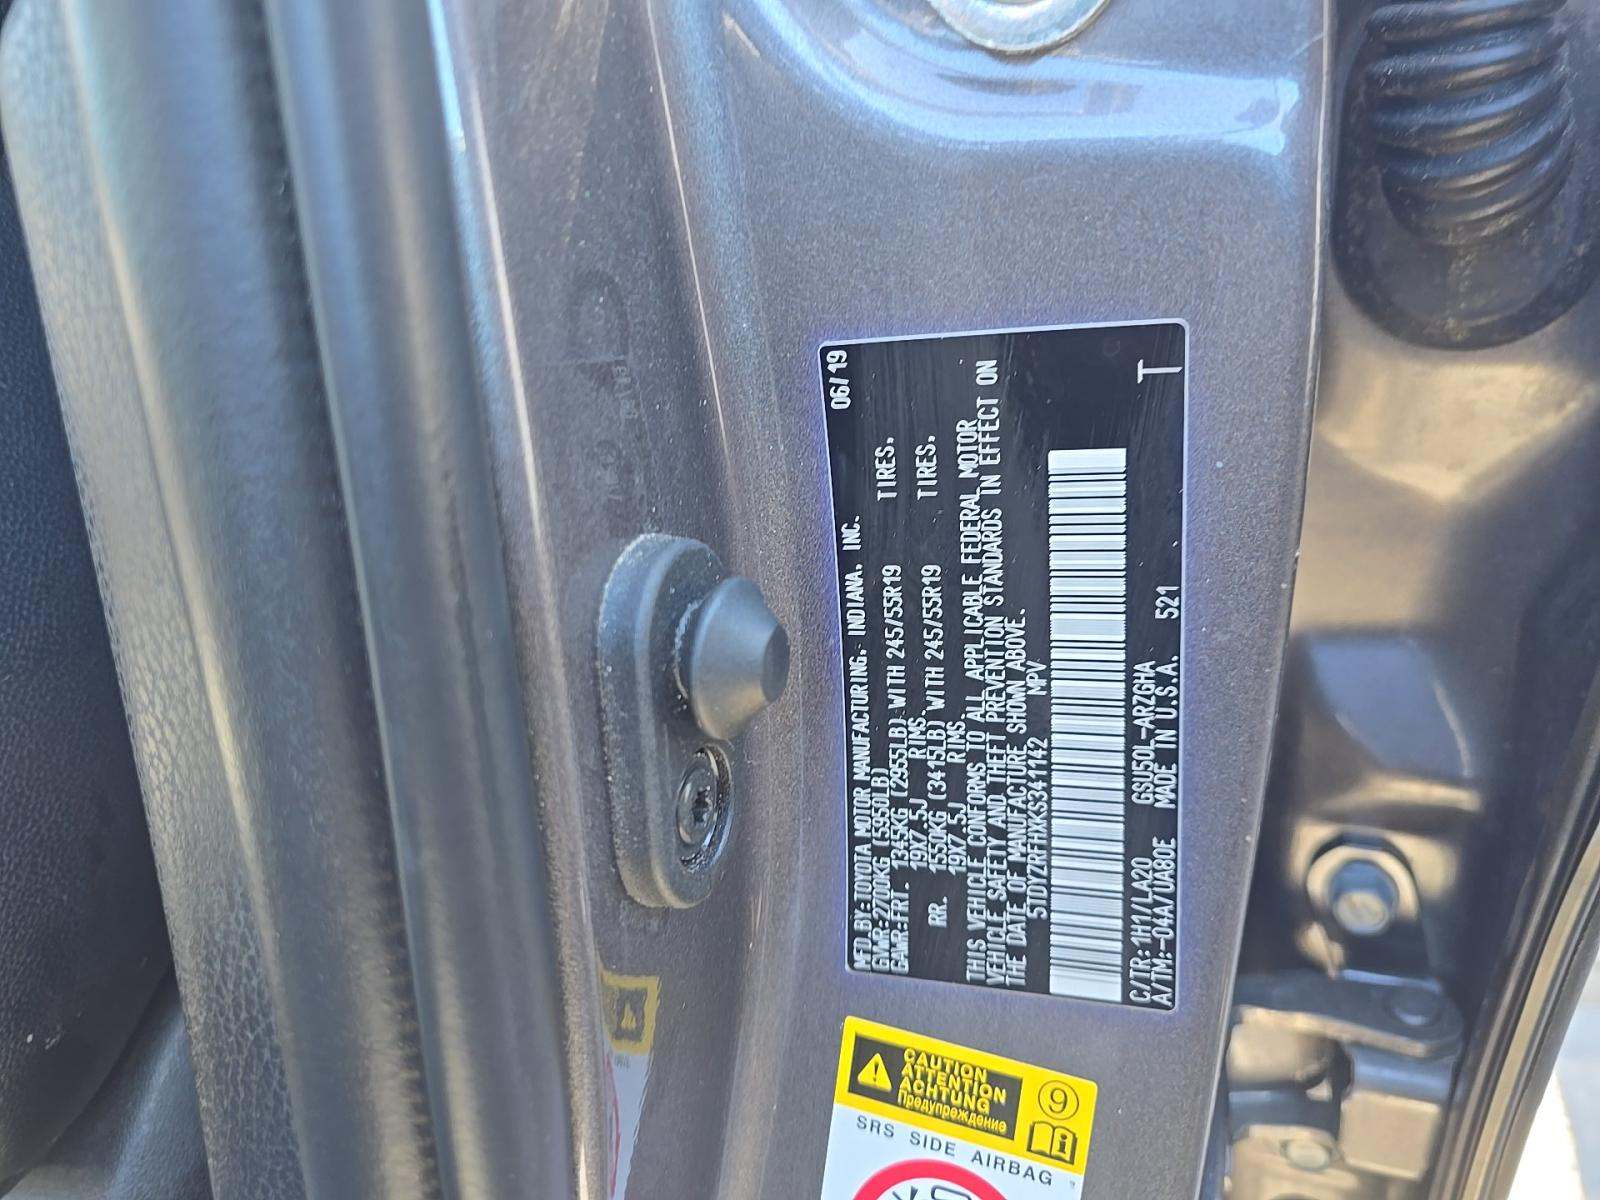 MFD.BY:TOYOTA MOTOR MANUFACTURING, INDIANA, INC. 06/19
GVWR:2700KG (5950LB)
GAWR:FRT. 1345KG (2955LB) WITH 245/55R19 TIRES,
19X7.5J RIMS.
RR. 1550KG (3415LB) WITH 245/55R19 TIRES,
19X7.5J RIMS.
THIS VEHICLE CONFORMS TO ALL APPLICABLE FEDERAL MOTOR
VEHICLE SAFETY AND THEFT PREVENTION STANDARDS IN EFFECT ON
THE DATE OF MANUFACTURE SHOWN ABOVE.
5TDYZRFHXKS341142 MPV
C/TR:1H1/LA20 GSU50L-ARZGHA T
A/TM:-04A/UA80E MADE IN U.S.A. 521
CAUTION
ATTENTION
ACHTUNG
Предупреждение
9
i
SRS SIDE AIRBAG